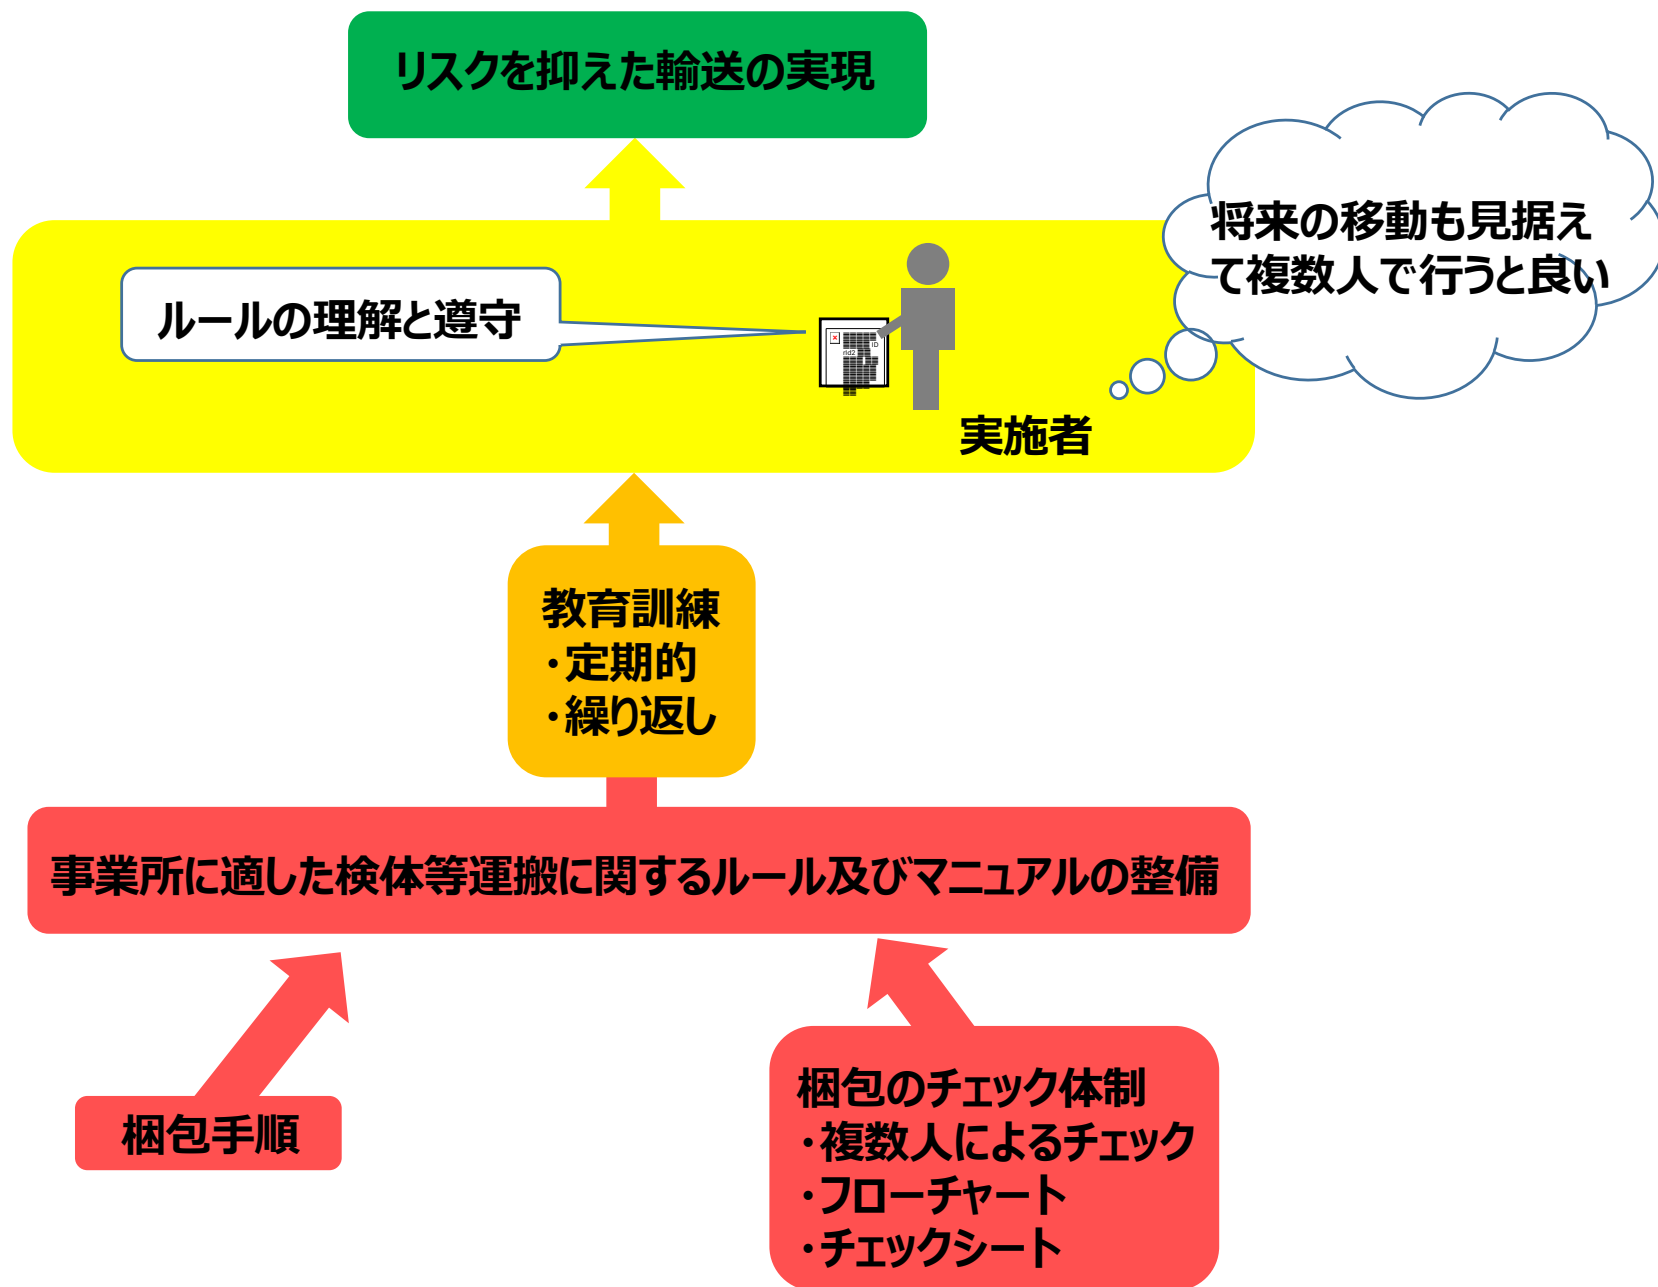 リスクを抑えた輸送の実現
将来の移動も見据え
て複数人で行うと良い
ルールの理解と遵守
ID
rId2
実施者
教育訓練
・定期的
・繰り返し
事業所に適した検体等運搬に関するルール及びマニュアルの整備
梱包手順
梱包のチェック体制
・複数人によるチェック
・フローチャート
・チェックシート